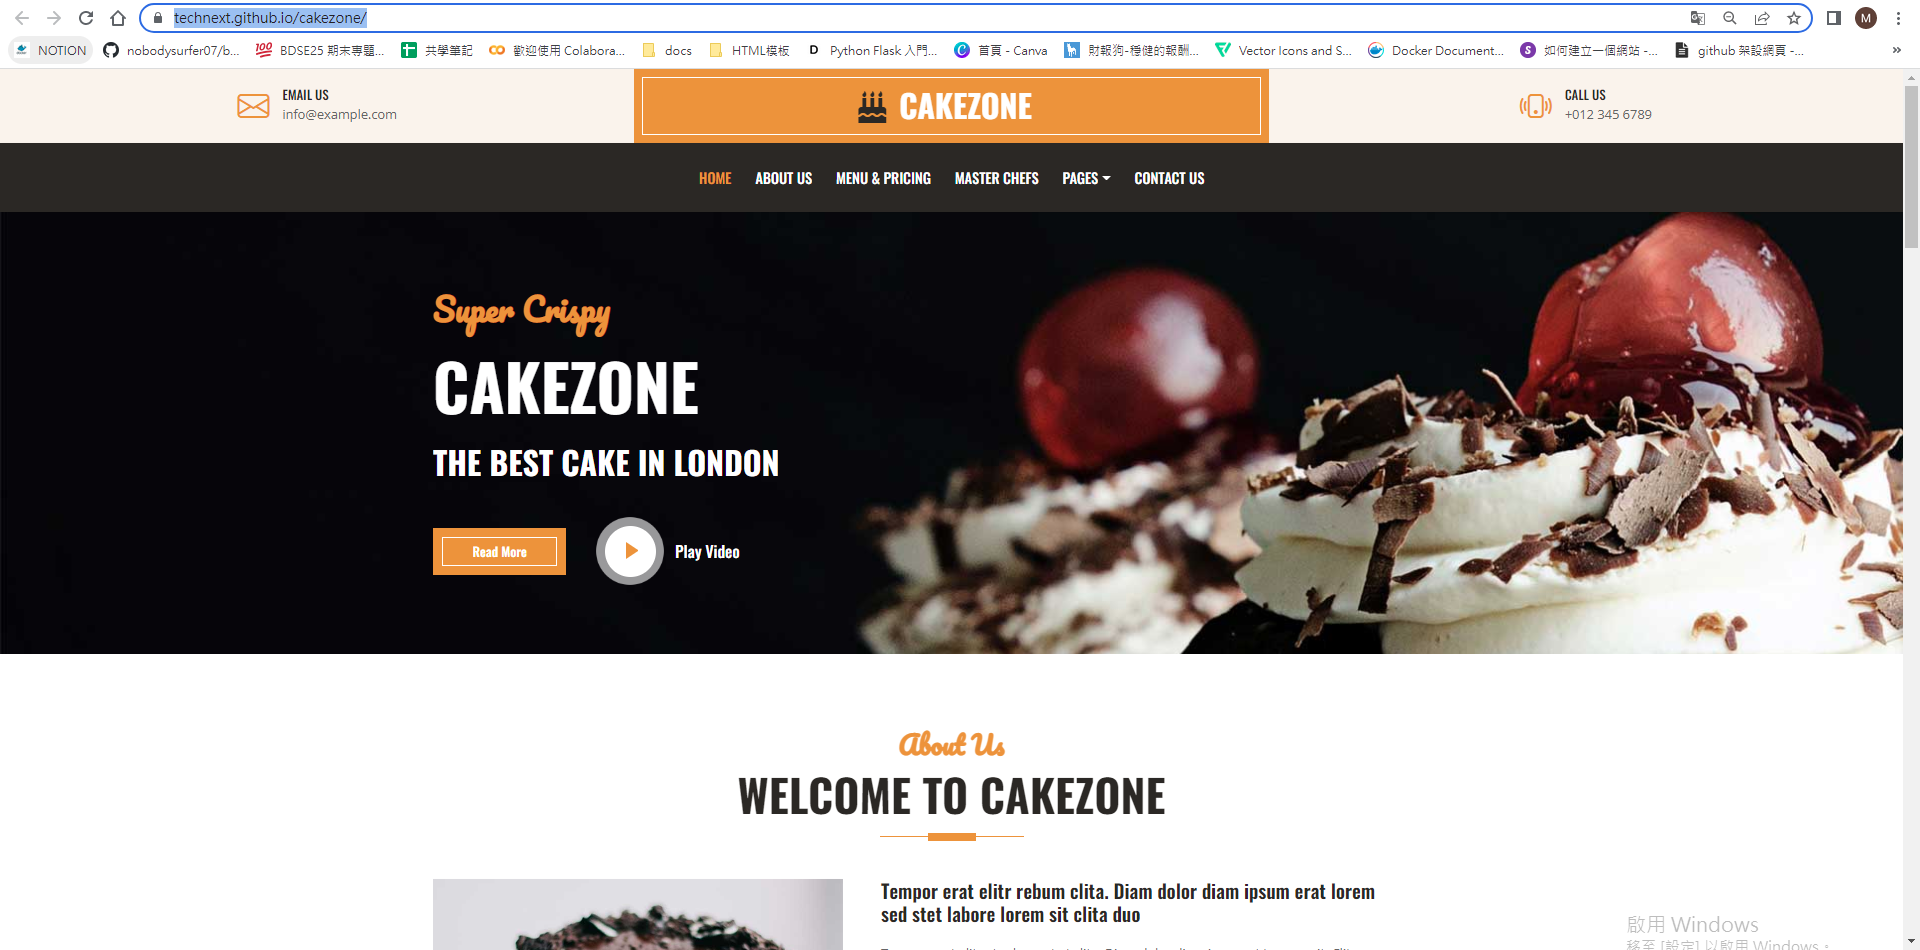 technext.github.io/cakezone/
M
NOTION
nobodysurfer07/b...
BDSE25 期末專題...
共學筆記
歡迎使用 Colabora...
docs
HTML模板
Python Flask 入門...
首頁 - Canva
財報狗-穩健的報酬...
Vector Icons and S...
Docker Document...
如何建立一個網站 -...
github 架設網頁 -...
EMAIL US
info@example.com
CAKEZONE
CALL US
+012 345 6789
HOME
ABOUT US
MENU & PRICING
MASTER CHEFS
PAGES
CONTACT US
Super Crispy
CAKEZONE
THE BEST CAKE IN LONDON
Read More
Play Video
About Us
WELCOME TO CAKEZONE
Tempor erat elitr rebum clita. Diam dolor diam ipsum erat lorem
sed stet labore lorem sit clita duo
啟用 Windows
移至 [設定] 以啟用 Windows。